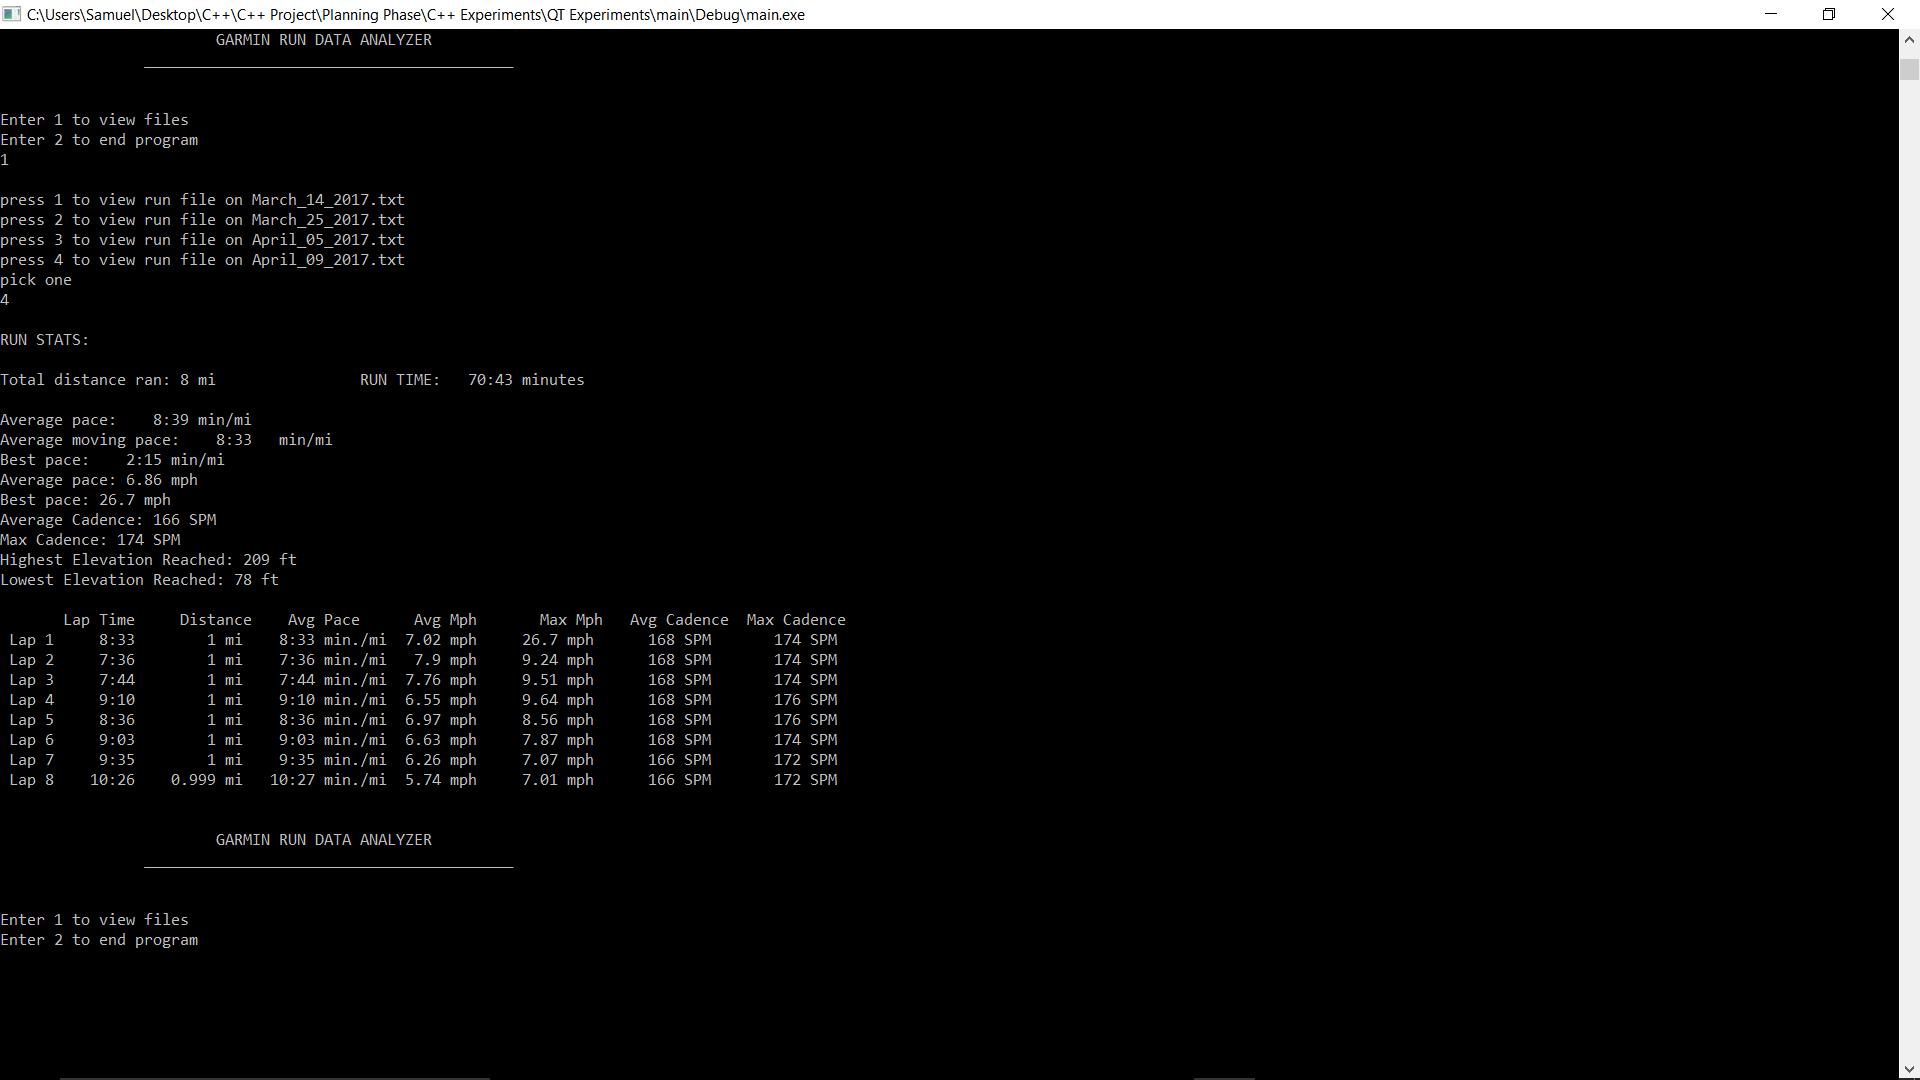 C:\Users\Samuel\Desktop\C++\C++ Project\Planning Phase\C++ Experiments\QT Experiments\main\Debug\main.exe
GARMIN RUN DATA ANALYZER
_________________________________________
Enter 1 to view files
Enter 2 to end program
1
press 1 to view run file on March_14_2017.txt
press 2 to view run file on March_25_2017.txt
press 3 to view run file on April_05_2017.txt
press 4 to view run file on April_09_2017.txt
pick one
4
RUN STATS:
Total distance ran: 8 mi RUN TIME: 70:43 minutes
Average pace: 8:39 min/mi
Average moving pace: 8:33 min/mi
Best pace: 2:15 min/mi
Average pace: 6.86 mph
Best pace: 26.7 mph
Average Cadence: 166 SPM
Max Cadence: 174 SPM
Highest Elevation Reached: 209 ft
Lowest Elevation Reached: 78 ft
Lap Time Distance Avg Pace Avg Mph Max Mph Avg Cadence Max Cadence
Lap 1 8:33 1 mi 8:33 min./mi 7.02 mph 26.7 mph 168 SPM 174 SPM
Lap 2 7:36 1 mi 7:36 min./mi 7.9 mph 9.24 mph 168 SPM 174 SPM
Lap 3 7:44 1 mi 7:44 min./mi 7.76 mph 9.51 mph 168 SPM 174 SPM
Lap 4 9:10 1 mi 9:10 min./mi 6.55 mph 9.64 mph 168 SPM 176 SPM
Lap 5 8:36 1 mi 8:36 min./mi 6.97 mph 8.56 mph 168 SPM 176 SPM
Lap 6 9:03 1 mi 9:03 min./mi 6.63 mph 7.87 mph 168 SPM 174 SPM
Lap 7 9:35 1 mi 9:35 min./mi 6.26 mph 7.07 mph 166 SPM 172 SPM
Lap 8 10:26 0.999 mi 10:27 min./mi 5.74 mph 7.01 mph 166 SPM 172 SPM
GARMIN RUN DATA ANALYZER
_________________________________________
Enter 1 to view files
Enter 2 to end program